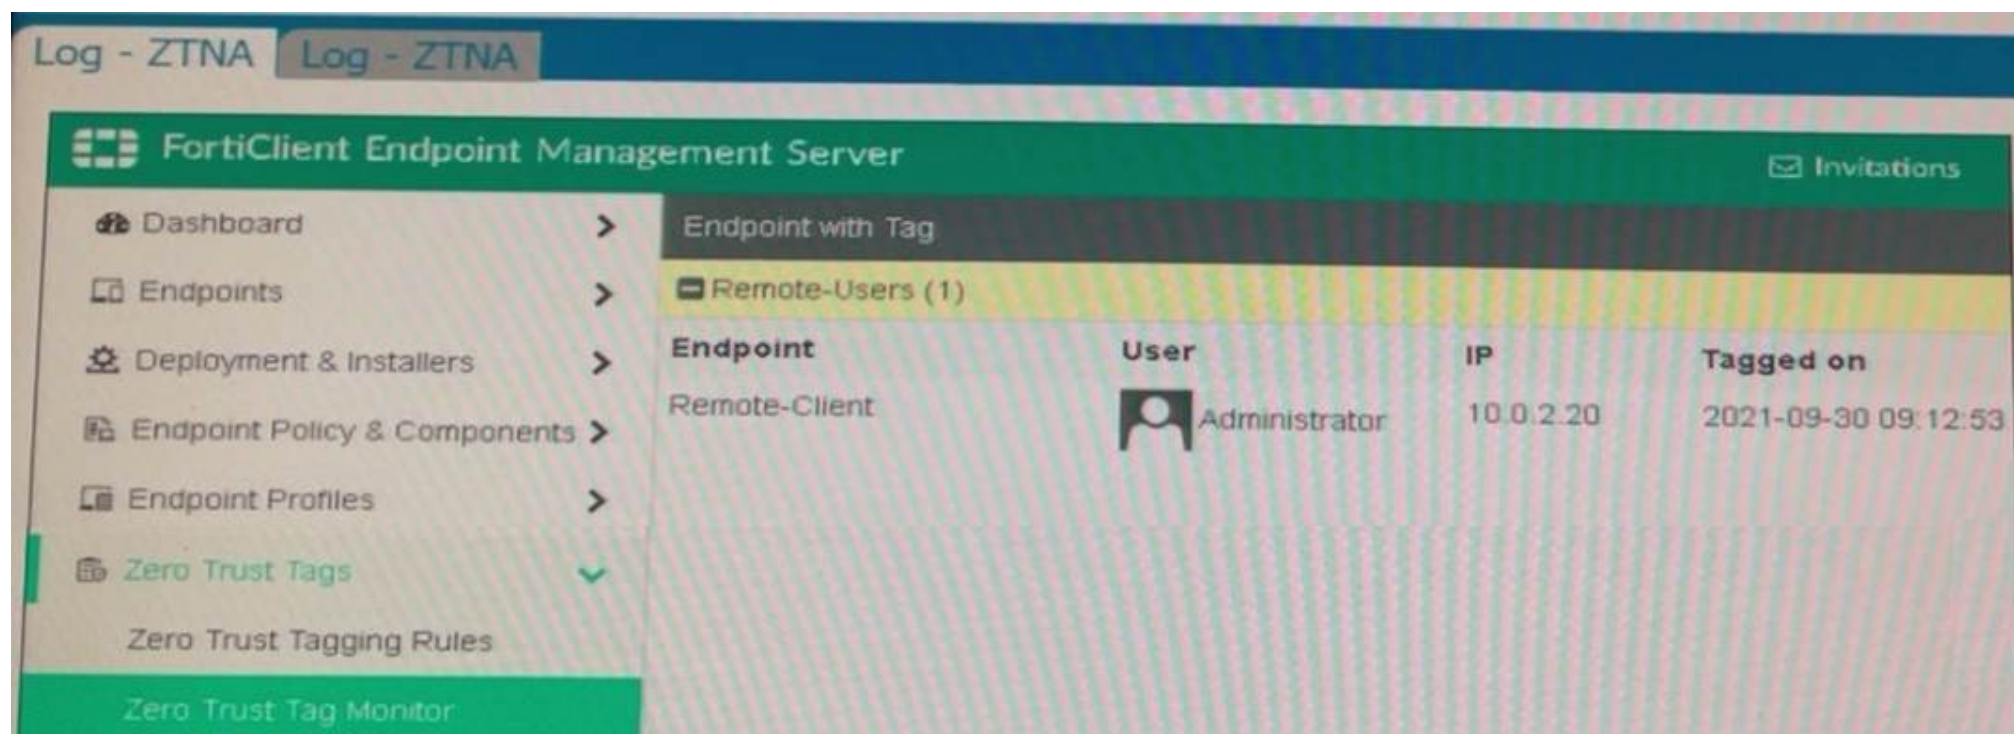 Log - ZTNA Log - ZTNA
FortiClient Endpoint Management Server Invitations
Dashboard
Endpoints
Deployment & Installers
Endpoint Policy & Components
Endpoint Profiles
Zero Trust Tags
Zero Trust Tagging Rules
Zero Trust Tag Monitor
Endpoint with Tag
Remote-Users (1)
Endpoint User IP Tagged on
Remote-Client Administrator 10.0.2.20 2021-09-30 09:12:53